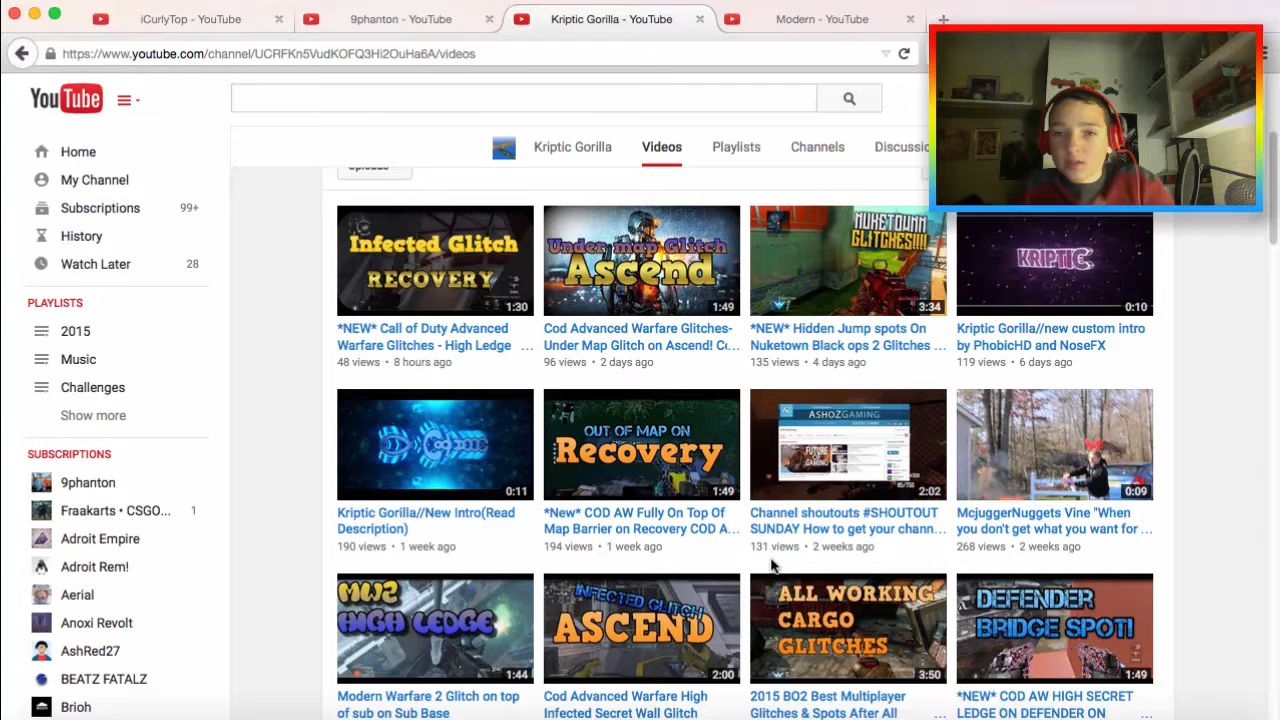 iCurlyTop - YouTube
9phanton - YouTube
Kriptic Gorilla - YouTube
Modern - YouTube
https://www.youtube.com/channel/UCRFKn5VudKOFQ3Hi2OuHa6A/videos
YouTube
Kriptic Gorilla
Videos
Playlists
Channels
Discussio
Home
My Channel
Subscriptions 99+
History
Watch Later 28
PLAYLISTS
2015
Music
Challenges
Show more
SUBSCRIPTIONS
9phanton
Fraakarts • CSGO... 1
Adroit Empire
Adroit Rem!
Aerial
Anoxi Revolt
AshRed27
BEATZ FATALZ
Brioh
Uploads
Infected Glitch
RECOVERY
1:30
*NEW* Call of Duty Advanced
Warfare Glitches - High Ledge ...
48 views • 8 hours ago
Under map Glitch
Ascend
1:49
Cod Advanced Warfare Glitches-
Under Map Glitch on Ascend! C...
96 views • 2 days ago
NUKETOWN
GLITCHES!!!!
3:34
*NEW* Hidden Jump spots On
Nuketown Black ops 2 Glitches ...
135 views • 4 days ago
KRIPTIC
0:10
Kriptic Gorilla//new custom intro
by PhobicHD and NoseFX
119 views • 6 days ago
0:11
Kriptic Gorilla//New Intro(Read
Description)
190 views • 1 week ago
OUT OF MAP ON
Recovery
1:49
*New* COD AW Fully On Top Of
Map Barrier on Recovery COD A...
194 views • 1 week ago
ASHOZGAMING
FUTURE
GAMING
2:02
Channel shoutouts #SHOUTOUT
SUNDAY How to get your chann...
131 views • 2 weeks ago
0:09
McjuggerNuggets Vine "When
you don't get what you want for ...
268 views • 2 weeks ago
MW2
HIGH LEDGE
1:44
Modern Warfare 2 Glitch on top
of sub on Sub Base
INFECTED GLITCH
ASCEND
2:00
Cod Advanced Warfare High
Infected Secret Wall Glitch
ALL WORKING
CARGO
GLITCHES
3:50
2015 BO2 Best Multiplayer
Glitches & Spots After All ...
DEFENDER
BRIDGE SPOT!
1:49
*NEW* COD AW HIGH SECRET
LEDGE ON DEFENDER ON ...